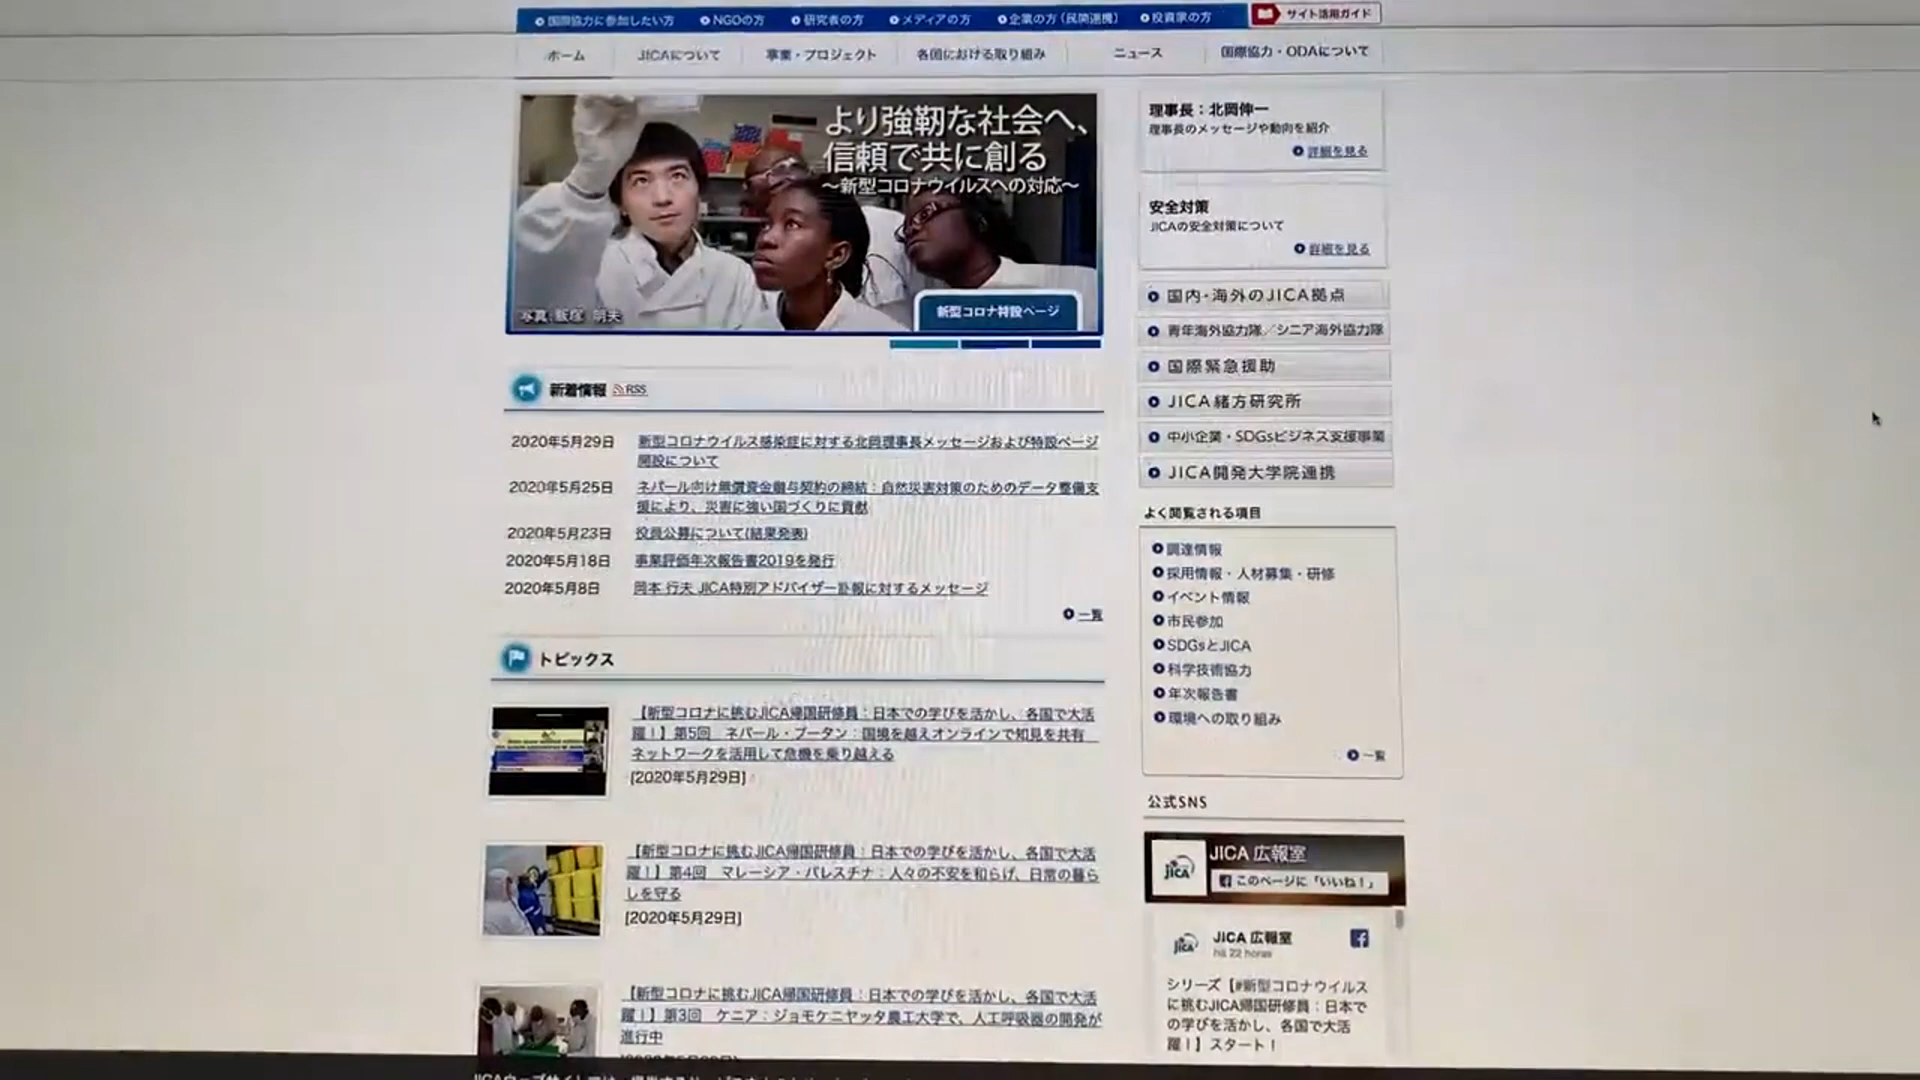 国際協力に参加したい方 NGOの方 研究者の方 メディアの方 企業の方(民間連携) 投資家の方 サイト活用ガイド
ホーム JICAについて 事業・プロジェクト 各国における取り組み ニュース 国際協力・ODAについて
より強靭な社会へ、
信頼で共に創る
～新型コロナウイルスへの対応～
写真:飯塚 明夫
新型コロナ特設ページ
新着情報 RSS
2020年5月29日 新型コロナウイルス感染症に対する北岡理事長メッセージおよび特設ページ
開設について
2020年5月25日 ネパール向け無償資金融与契約の締結：自然災害対策のためのデータ整備支
援により、災害に強い国づくりに貢献
2020年5月23日 役員公募について(結果発表)
2020年5月18日 事業評価年次報告書2019を発行
2020年5月8日 岡本 行夫 JICA特別アドバイザー訃報に対するメッセージ
一覧
トピックス
【新型コロナに挑むJICA帰国研修員：日本での学びを活かし、各国で大活
躍！】第5回 ネパール・ブータン：国境を越えオンラインで知見を共有
ネットワークを活用して危機を乗り越える
[2020年5月29日]
【新型コロナに挑むJICA帰国研修員：日本での学びを活かし、各国で大活
躍！】第4回 マレーシア・パレスチナ：人々の不安を和らげ、日常の暮ら
しを守る
[2020年5月29日]
【新型コロナに挑むJICA帰国研修員：日本での学びを活かし、各国で大活
躍！】第3回 ケニア：ジョモケニヤッタ農工大学で、人工呼吸器の開発が
進行中
理事長：北岡伸一
理事長のメッセージや動向を紹介
詳細を見る
安全対策
JICAの安全対策について
詳細を見る
国内・海外のJICA拠点
青年海外協力隊／シニア海外協力隊
国際緊急援助
JICA緒方研究所
中小企業・SDGsビジネス支援事業
JICA開発大学院連携
よく閲覧される項目
調達情報
採用情報・人材募集・研修
イベント情報
市民参加
SDGsとJICA
科学技術協力
年次報告書
環境への取り組み
一覧
公式SNS
JICA 広報室
このページに「いいね！」
JICA 広報室
há 22 horas
シリーズ【#新型コロナウイルス
に挑むJICA帰国研修員：日本で
の学びを活かし、各国で大活
躍！】スタート！